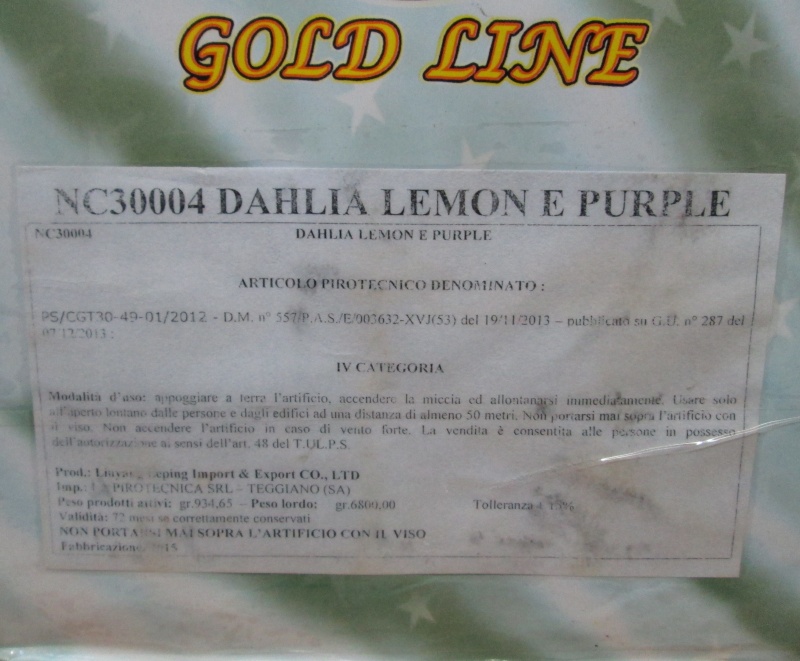 GOLD LINE
NC30004 DAHLIA LEMON E PURPLE
NC30004 DAHLIA LEMON E PURPLE
ARTICOLO PIROTECNICO DENOMINATO :
PS/CGT30-49-01/2012 - D.M. n° 557/P.A.S./E/003632-XVJ(53) del 19/11/2013 – pubblicato su G.U. n° 287 del
07/12/2013 :
IV CATEGORIA
Modalità d'uso: appoggiare a terra l'artificio, accendere la miccia ed allontanarsi immediatamente. Usare solo
all'aperto lontano dalle persone e dagli edifici ad una distanza di almeno 50 metri. Non portarsi mai sopra l'artificio con
il viso. Non accendere l'artificio in caso di vento forte. La vendita è consentita alle persone in possesso
dell'autorizzazione ai sensi dell'art. 48 del T.U.L.P.S.
Prod.: Import & Export CO., LTD
Imp.: PIROTECNICA SRL - TEGGIANO (SA)
Peso prodotti attivi: gr.934,65 – Peso lordo: gr.6800,00 Tolleranza ± 15%
Validità: 72 mesi se correttamente conservati
NON PORTARSI MAI SOPRA L'ARTIFICIO CON IL VISO
Fabbricazione: 2015